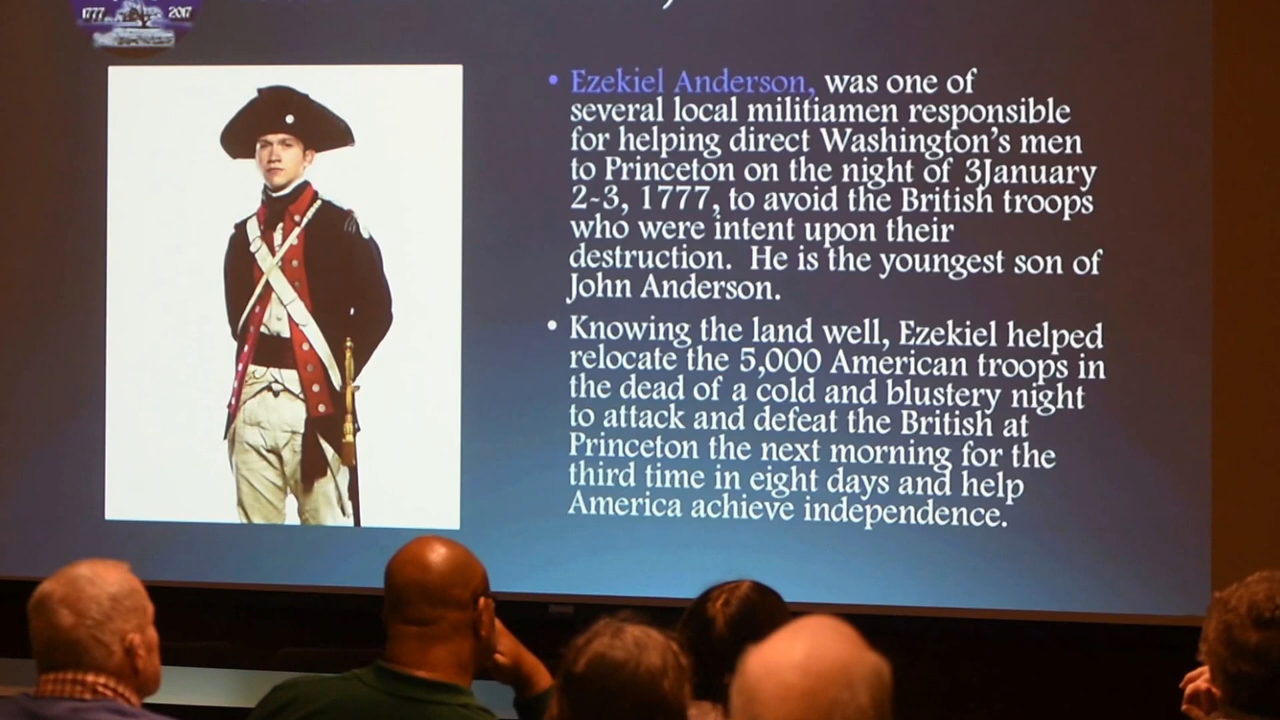 1777 2017
• Ezekiel Anderson, was one of
several local militiamen responsible
for helping direct Washington's men
to Princeton on the night of 3January
2-3, 1777, to avoid the British troops
who were intent upon their
destruction. He is the youngest son of
John Anderson.
• Knowing the land well, Ezekiel helped
relocate the 5,000 American troops in
the dead of a cold and blustery night
to attack and defeat the British at
Princeton the next morning for the
third time in eight days and help
America achieve independence.